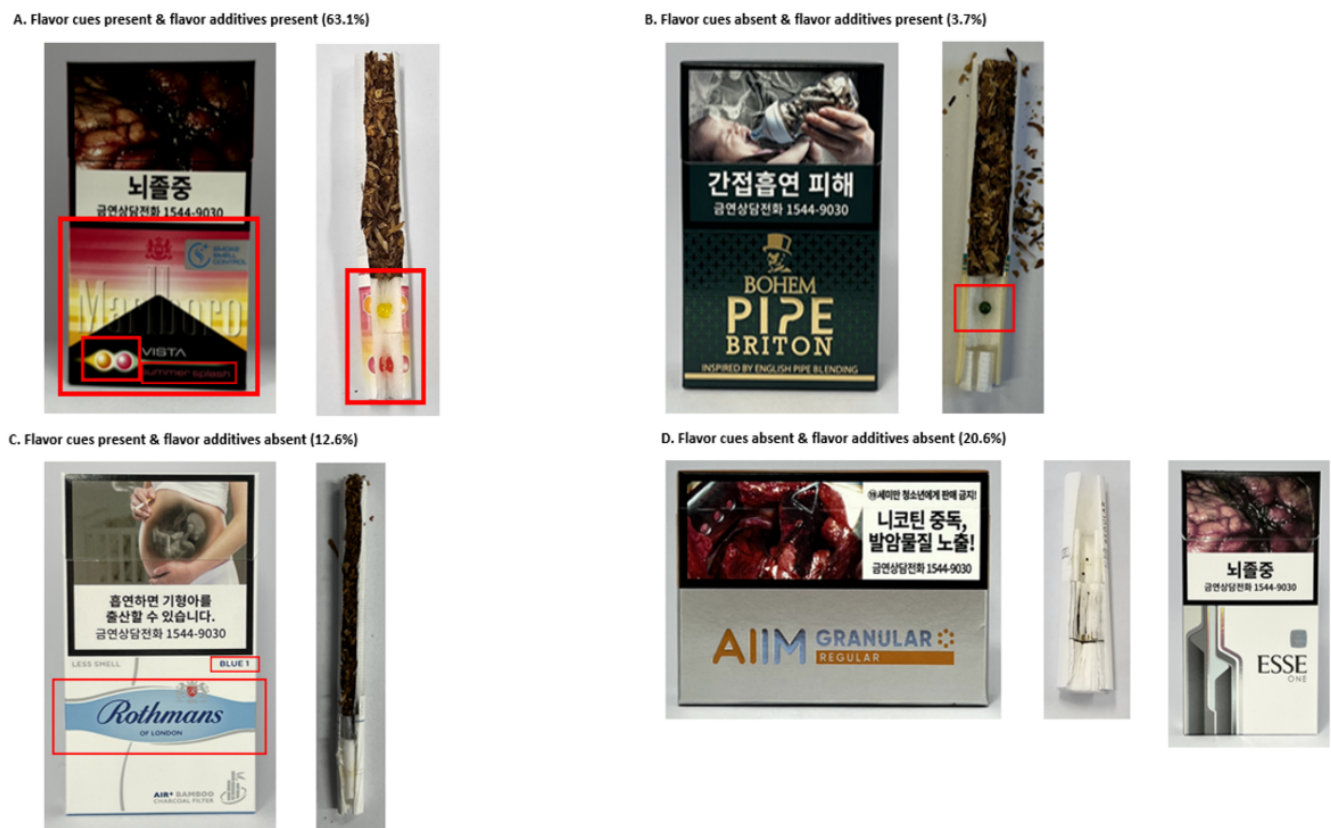 A. Flavor cues present & flavor additives present (63.1%)
뇌졸중
금연상담전화 1544-9030
SMOKE
SMELL
CONTROL
Marlboro
VISTA
summer splash
B. Flavor cues absent & flavor additives present (3.7%)
간접흡연 피해
금연상담전화 1544-9030
BOHEM
PIPE
BRITON
INSPIRED BY ENGLISH PIPE BLENDING
C. Flavor cues present & flavor additives absent (12.6%)
흡연하면 기형아를
출산할 수 있습니다.
금연상담전화 1544-9030
LESS SMELL
BLUE 1
Rothmans
OF LONDON
AIR+ BAMBOO
CHARCOAL FILTER
D. Flavor cues absent & flavor additives absent (20.6%)
⑲세미만 청소년에게 판매 금지!
니코틴 중독,
발암물질 노출!
금연상담전화 1544-9030
AIIM GRANULAR
REGULAR
뇌졸중
금연상담전화 1544-9030
ESSE
ONE